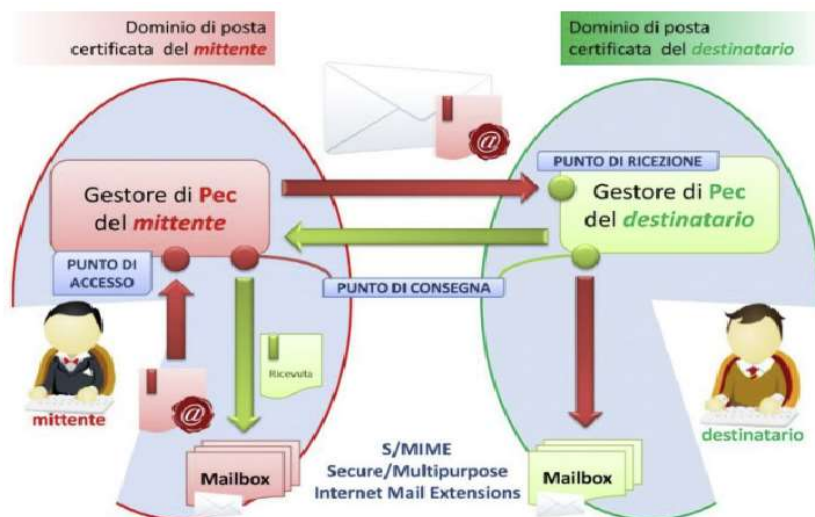 Dominio di posta
certificata del mittente
Dominio di posta
certificata del destinatario
@
PUNTO DI RICEZIONE
Gestore di Pec
del mittente
Gestore di Pec
del destinatario
PUNTO DI
ACCESSO
PUNTO DI CONSEGNA
Ricevuta
@
mittente
destinatario
Mailbox
S/MIME
Secure/Multipurpose
Internet Mail Extensions
Mailbox